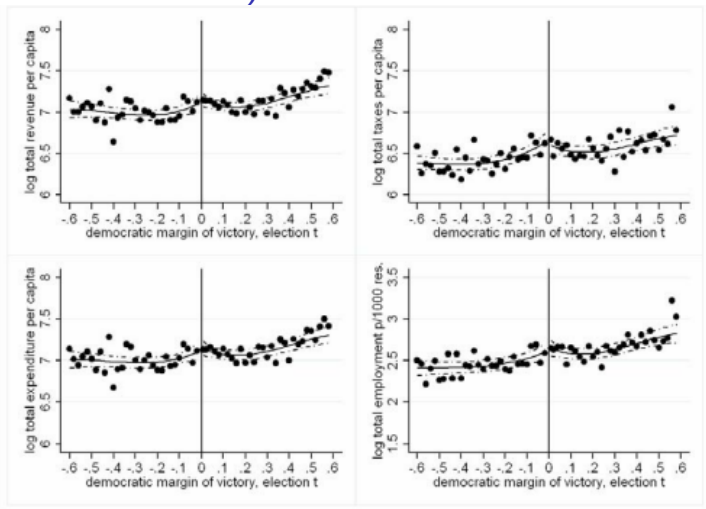 log total revenue per capita
8
7.5
7
6.5
6
-.6 -.5 -.4 -.3 -.2 -.1 0 .1 .2 .3 .4 .5 .6
democratic margin of victory, election t
log total taxes per capita
8
7.5
7
6.5
6
-.6 -.5 -.4 -.3 -.2 -.1 0 .1 .2 .3 .4 .5 .6
democratic margin of victory, election t
log total expenditure per capita
8
7.5
7
6.5
6
-.6 -.5 -.4 -.3 -.2 -.1 0 .1 .2 .3 .4 .5 .6
democratic margin of victory, election t
log total employment p/1000 res.
3.5
3
2.5
2
1.5
-.6 -.5 -.4 -.3 -.2 -.1 0 .1 .2 .3 .4 .5 .6
democratic margin of victory, election t